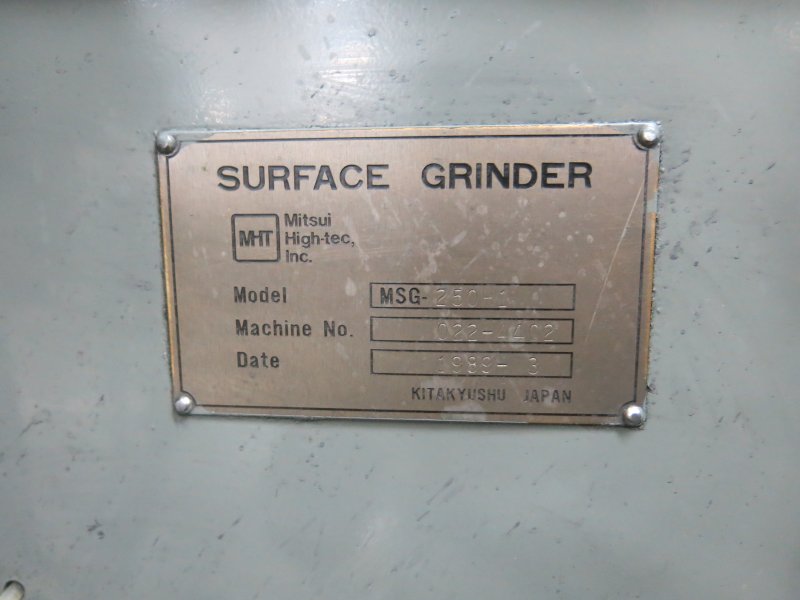 SURFACE GRINDER
MHT
Mitsui
High-tec,
Inc.
Model MSG-250-1
Machine No. 022-4402
Date 1989- 3
KITAKYUSHU JAPAN